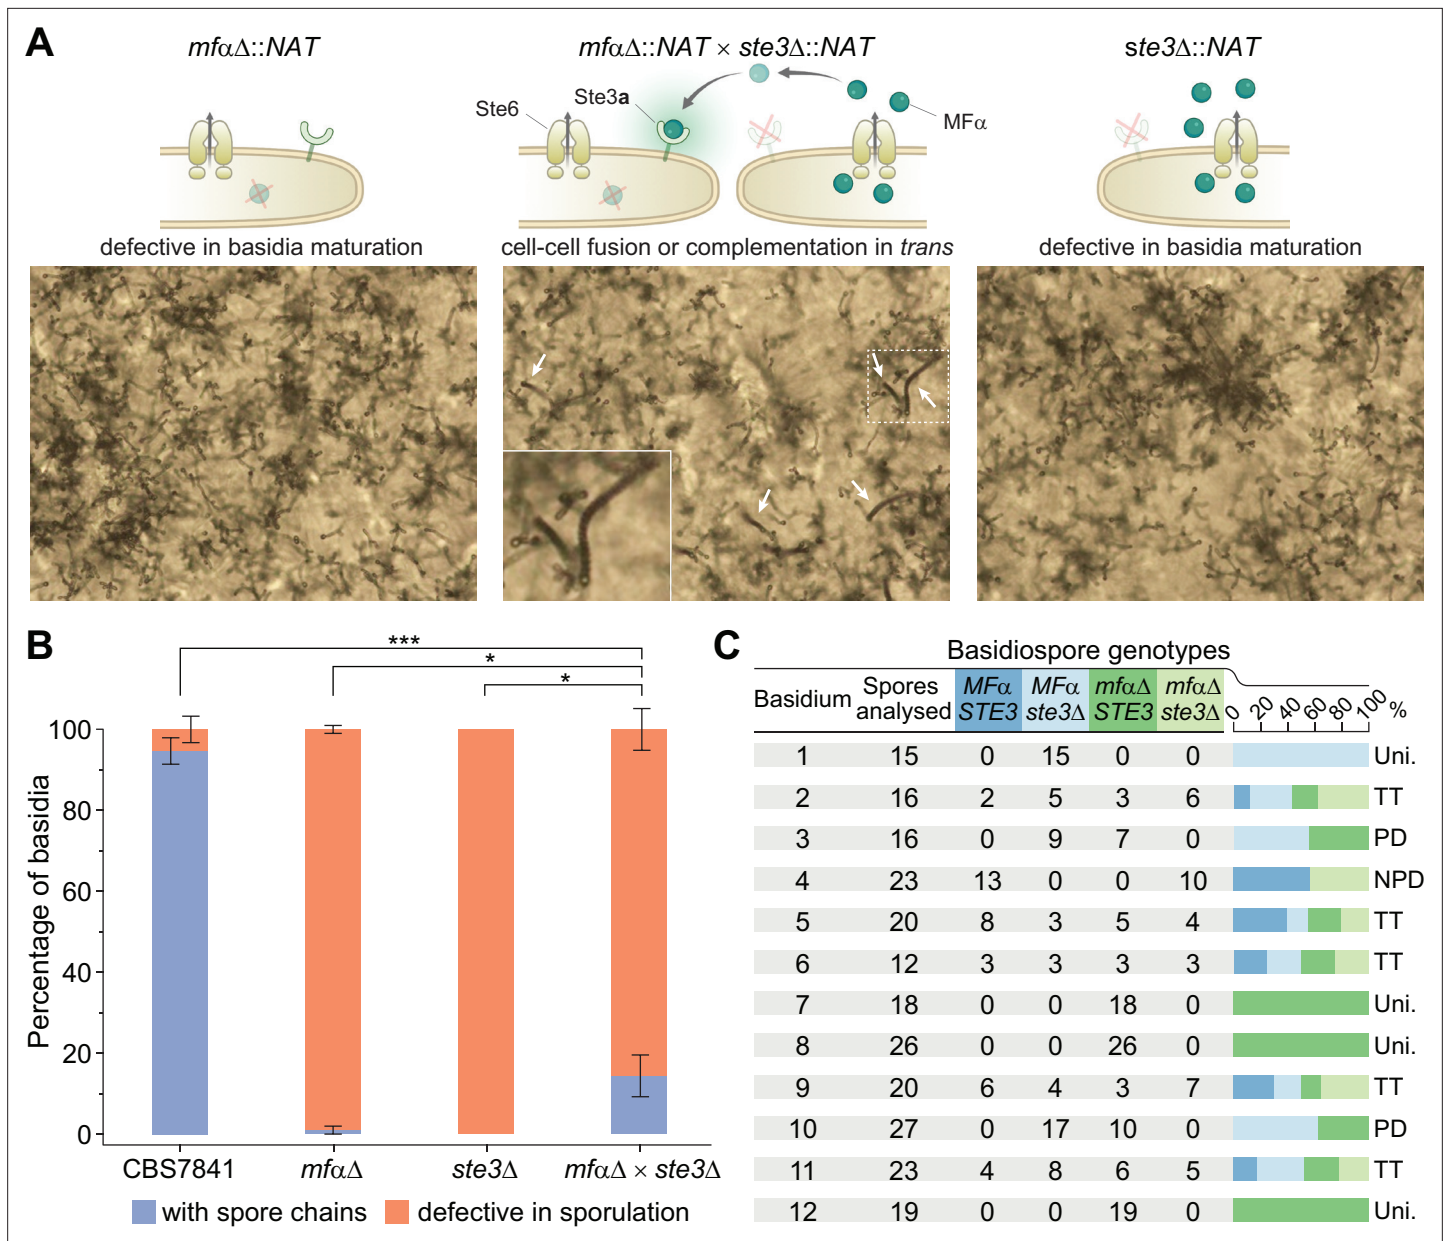 A
mfαΔ::NAT
mfαΔ::NAT × ste3Δ::NAT
ste3Δ::NAT
Ste6
Ste3a
MFα
defective in basidia maturation
cell-cell fusion or complementation in trans
defective in basidia maturation
B
***
*
*
Percentage of basidia
100
80
60
40
20
0
CBS7841
mfαΔ
ste3Δ
mfαΔ × ste3Δ
with spore chains
defective in sporulation
C
Basidiospore genotypes
Basidium
Spores
analysed
MFα
STE3
MFα
ste3Δ
mfαΔ
STE3
mfαΔ
ste3Δ
0 20 40 60 80 100 %
1 15 0 15 0 0 Uni.
2 16 2 5 3 6 TT
3 16 0 9 7 0 PD
4 23 13 0 0 10 NPD
5 20 8 3 5 4 TT
6 12 3 3 3 3 TT
7 18 0 0 18 0 Uni.
8 26 0 0 26 0 Uni.
9 20 6 4 3 7 TT
10 27 0 17 10 0 PD
11 23 4 8 6 5 TT
12 19 0 0 19 0 Uni.